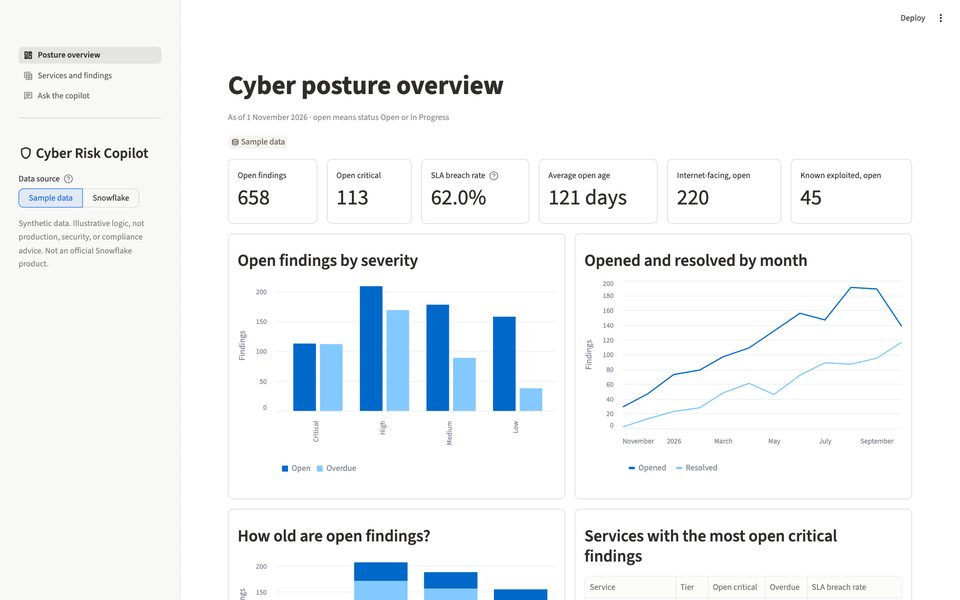 Deploy
Posture overview
Services and findings
Ask the copilot
Cyber Risk Copilot
Data source
Sample data
Snowflake
Synthetic data. Illustrative logic, not
production, security, or compliance
advice. Not an official Snowflake
product.
Cyber posture overview
As of 1 November 2026 · open means status Open or In Progress
Sample data
Open findings
658
Open critical
113
SLA breach rate
62.0%
Average open age
121 days
Internet-facing, open
220
Known exploited, open
45
Open findings by severity
200
150
100
50
0
Findings
Critical
High
Medium
Low
Open
Overdue
Opened and resolved by month
200
180
160
140
120
100
80
60
40
20
0
Findings
November
2026
March
May
July
September
Opened
Resolved
How old are open findings?
200
150
Services with the most open critical
findings
Service
Tier
Open critical
Overdue
SLA breach rate